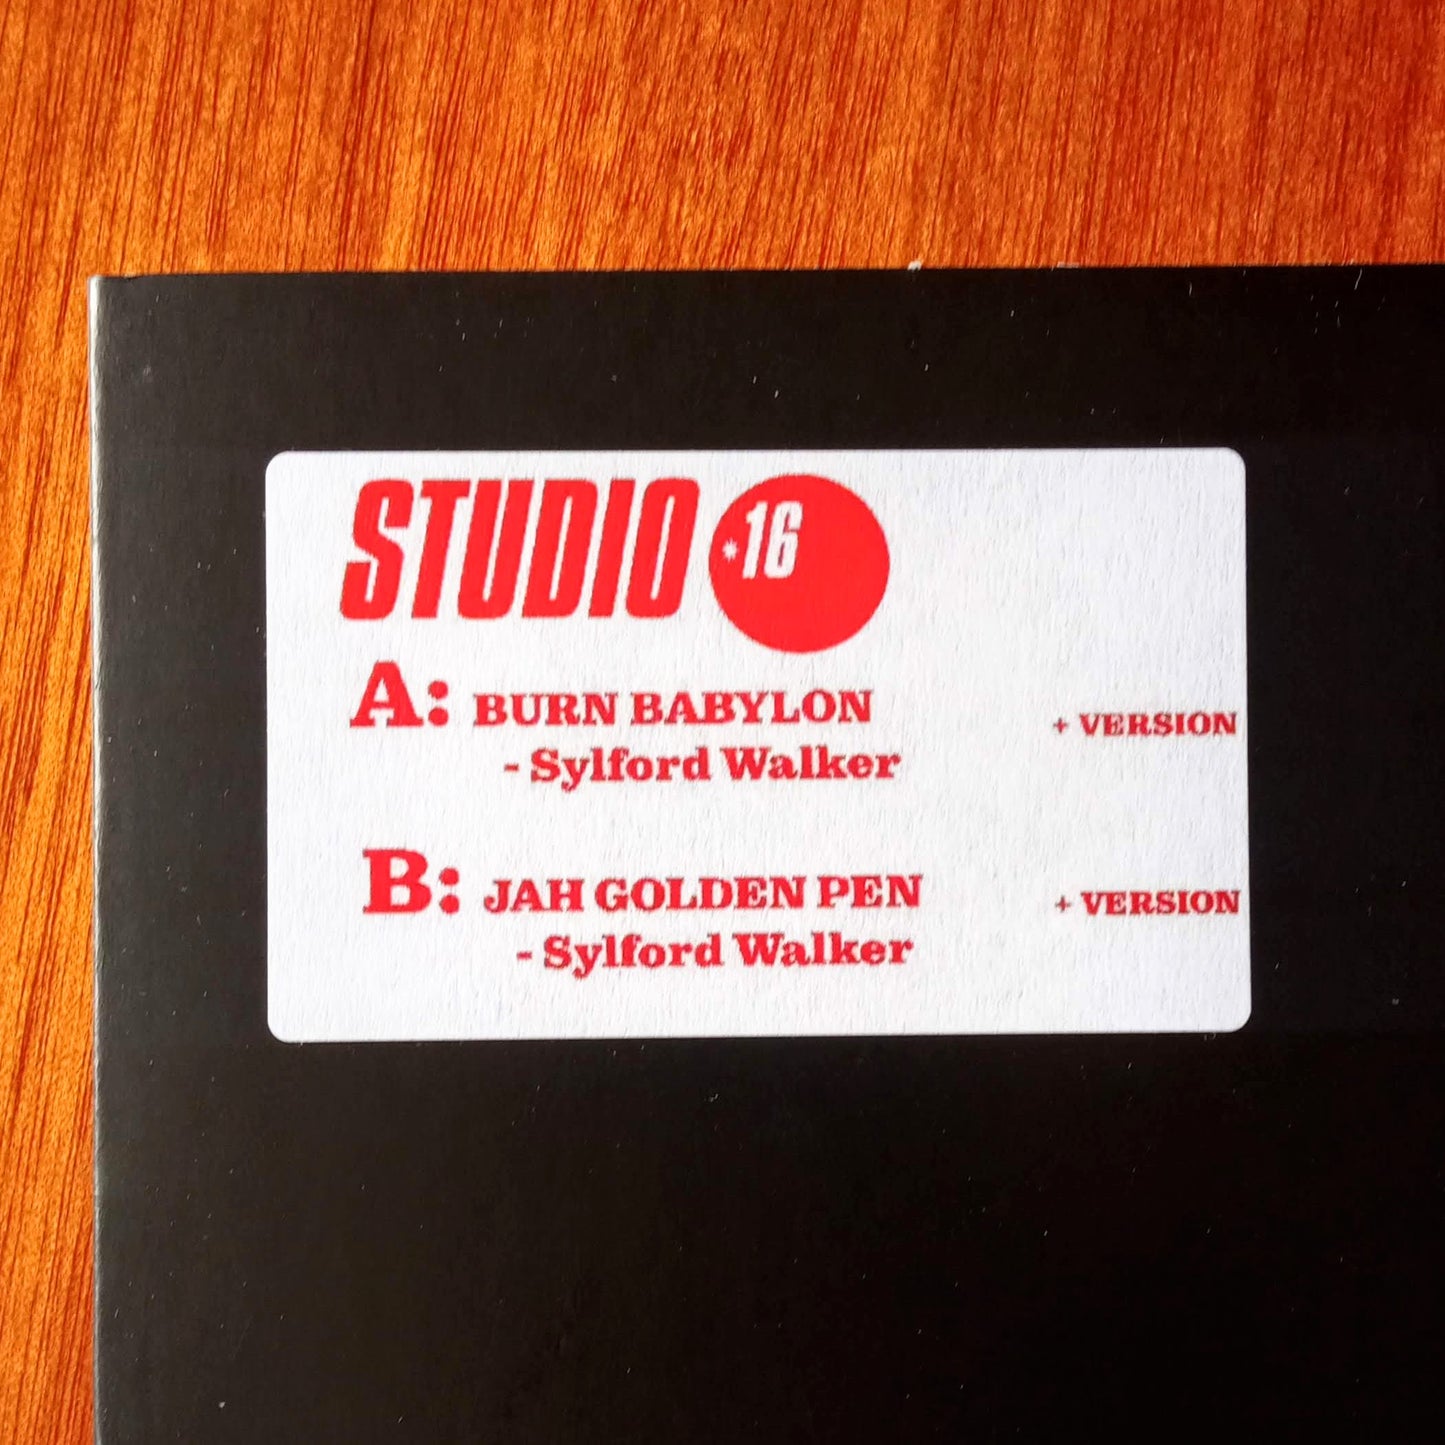 STUDIO *16
A: BURN BABYLON + VERSION
- Sylford Walker
B: JAH GOLDEN PEN + VERSION
- Sylford Walker